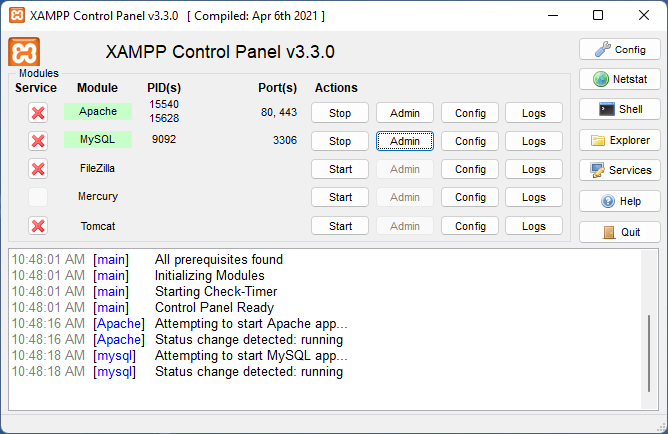 XAMPP Control Panel v3.3.0 [ Compiled: Apr 6th 2021 ]
XAMPP Control Panel v3.3.0
Config
Modules
Service Module PID(s) Port(s) Actions
Netstat
Apache 15540 15628 80, 443 Stop Admin Config Logs
Shell
MySQL 9092 3306 Stop Admin Config Logs
Explorer
FileZilla Start Admin Config Logs
Services
Mercury Start Admin Config Logs
Help
Tomcat Start Admin Config Logs
Quit
10:48:01 AM [main] All prerequisites found
10:48:01 AM [main] Initializing Modules
10:48:01 AM [main] Starting Check-Timer
10:48:01 AM [main] Control Panel Ready
10:48:16 AM [Apache] Attempting to start Apache app...
10:48:16 AM [Apache] Status change detected: running
10:48:18 AM [mysql] Attempting to start MySQL app...
10:48:18 AM [mysql] Status change detected: running